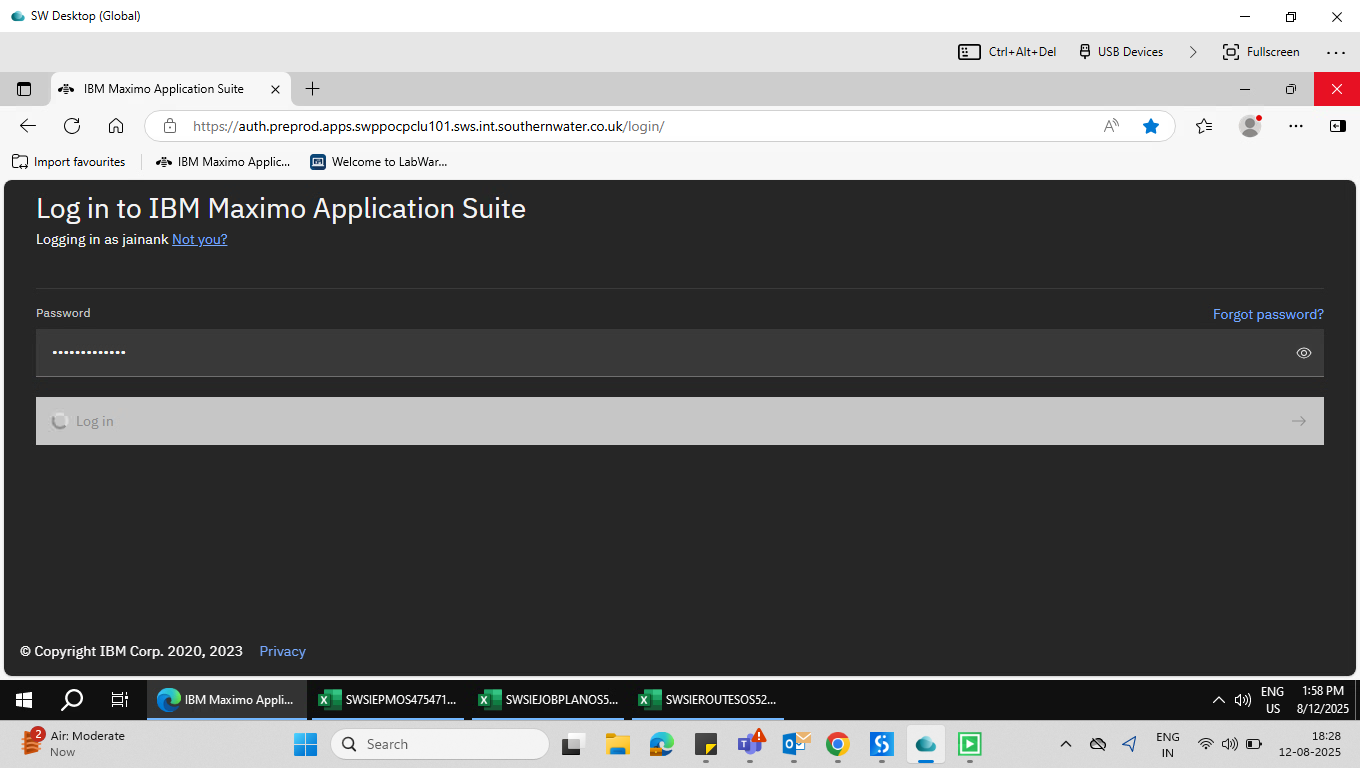 SW Desktop (Global)
Ctrl+Alt+Del
USB Devices
Fullscreen
IBM Maximo Application Suite
https://auth.preprod.apps.swppocpclu101.sws.int.southernwater.co.uk/login/
Import favourites
IBM Maximo Applic...
Welcome to LabWar...
Log in to IBM Maximo Application Suite
Logging in as jainank Not you?
Password
Forgot password?
•••••••••••••
Log in
© Copyright IBM Corp. 2020, 2023 Privacy
IBM Maximo Appli...
SWSIEPMOS475471...
SWSIEJOBPLANOS5...
SWSIEROUTESOS52...
ENG
US
1:58 PM
8/12/2025
2
Air: Moderate
Now
Search
ENG
IN
18:28
12-08-2025